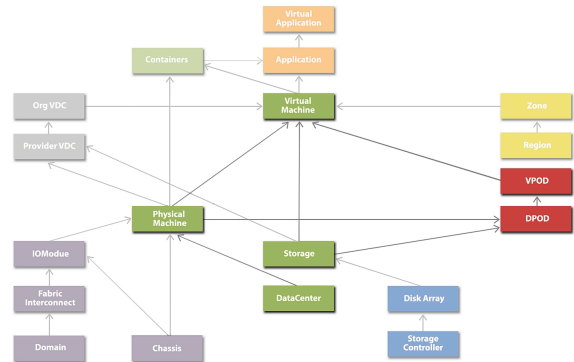 Virtual
Application
Containers
Application
Org VDC
Virtual
Machine
Zone
Provider VDC
Region
VPOD
Physical
Machine
DPOD
IOModue
Storage
Fabric
Interconnect
DataCenter
Disk Array
Domain
Chassis
Storage
Controller